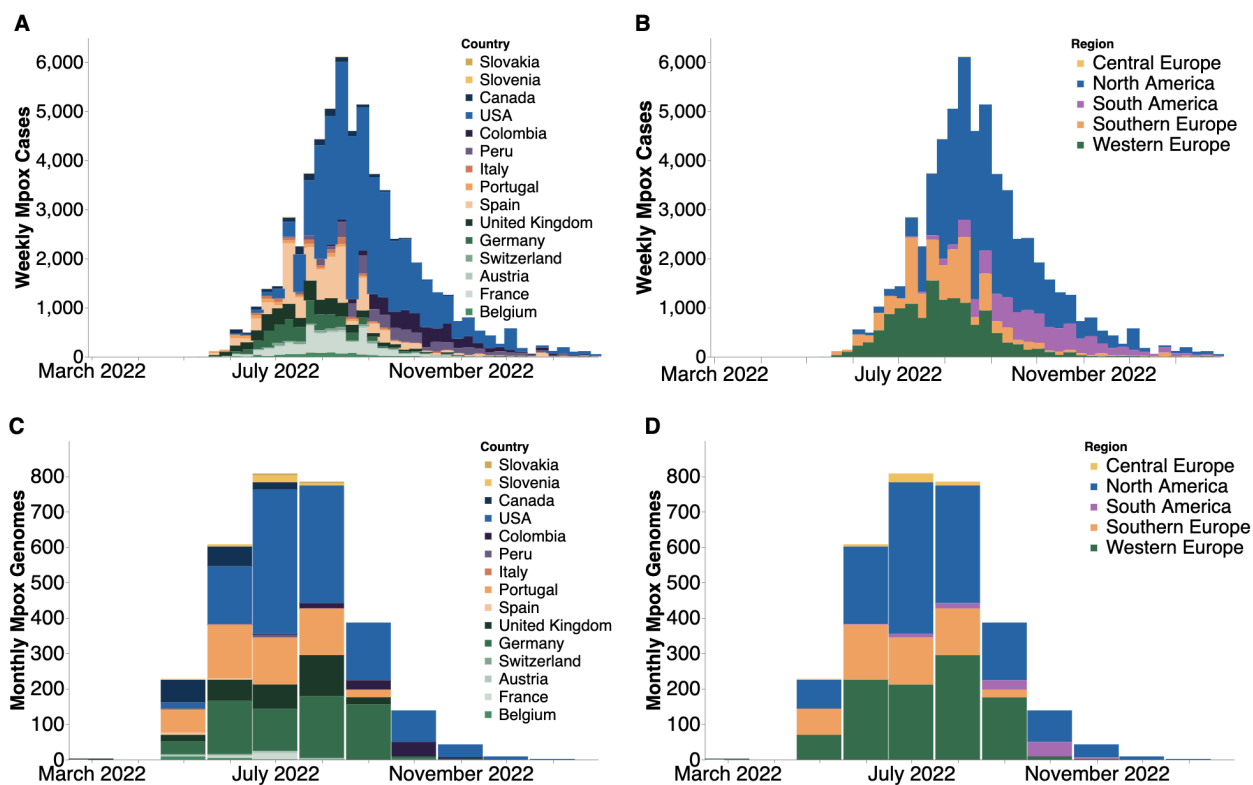 A
Weekly Mpox Cases
6,000
5,000
4,000
3,000
2,000
1,000
0
March 2022
July 2022
November 2022
Country
Slovakia
Slovenia
Canada
USA
Colombia
Peru
Italy
Portugal
Spain
United Kingdom
Germany
Switzerland
Austria
France
Belgium
B
Weekly Mpox Cases
6,000
5,000
4,000
3,000
2,000
1,000
0
March 2022
July 2022
November 2022
Region
Central Europe
North America
South America
Southern Europe
Western Europe
C
Monthly Mpox Genomes
800
700
600
500
400
300
200
100
0
March 2022
July 2022
November 2022
Country
Slovakia
Slovenia
Canada
USA
Colombia
Peru
Italy
Portugal
Spain
United Kingdom
Germany
Switzerland
Austria
France
Belgium
D
Monthly Mpox Genomes
800
700
600
500
400
300
200
100
0
March 2022
July 2022
November 2022
Region
Central Europe
North America
South America
Southern Europe
Western Europe